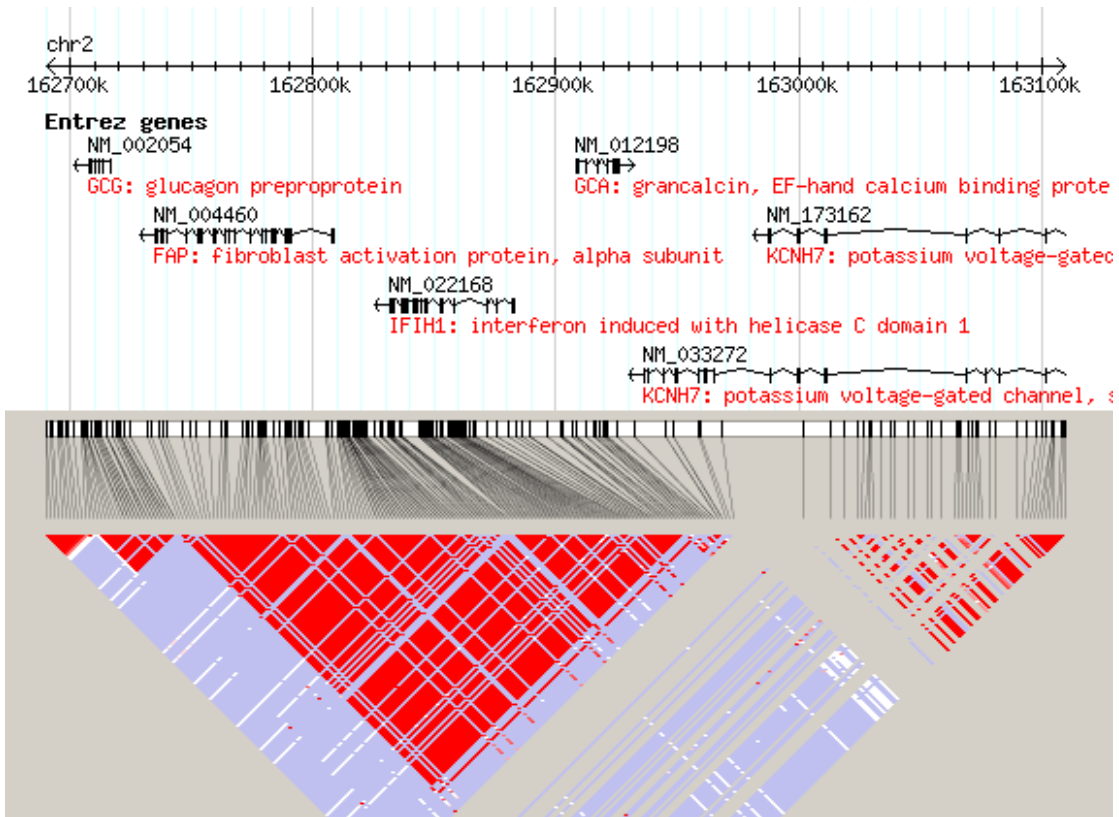 chr2
162700k 162800k 162900k 163000k 163100k
Entrez genes
NM_002054 NM_012198
GCG: glucagon preproprotein GCA: grancalcin, EF-hand calcium binding prote
NM_004460 NM_173162
FAP: fibroblast activation protein, alpha subunit KCNH7: potassium voltage-gated
NM_022168
IFIH1: interferon induced with helicase C domain 1
NM_033272
KCNH7: potassium voltage-gated channel, s